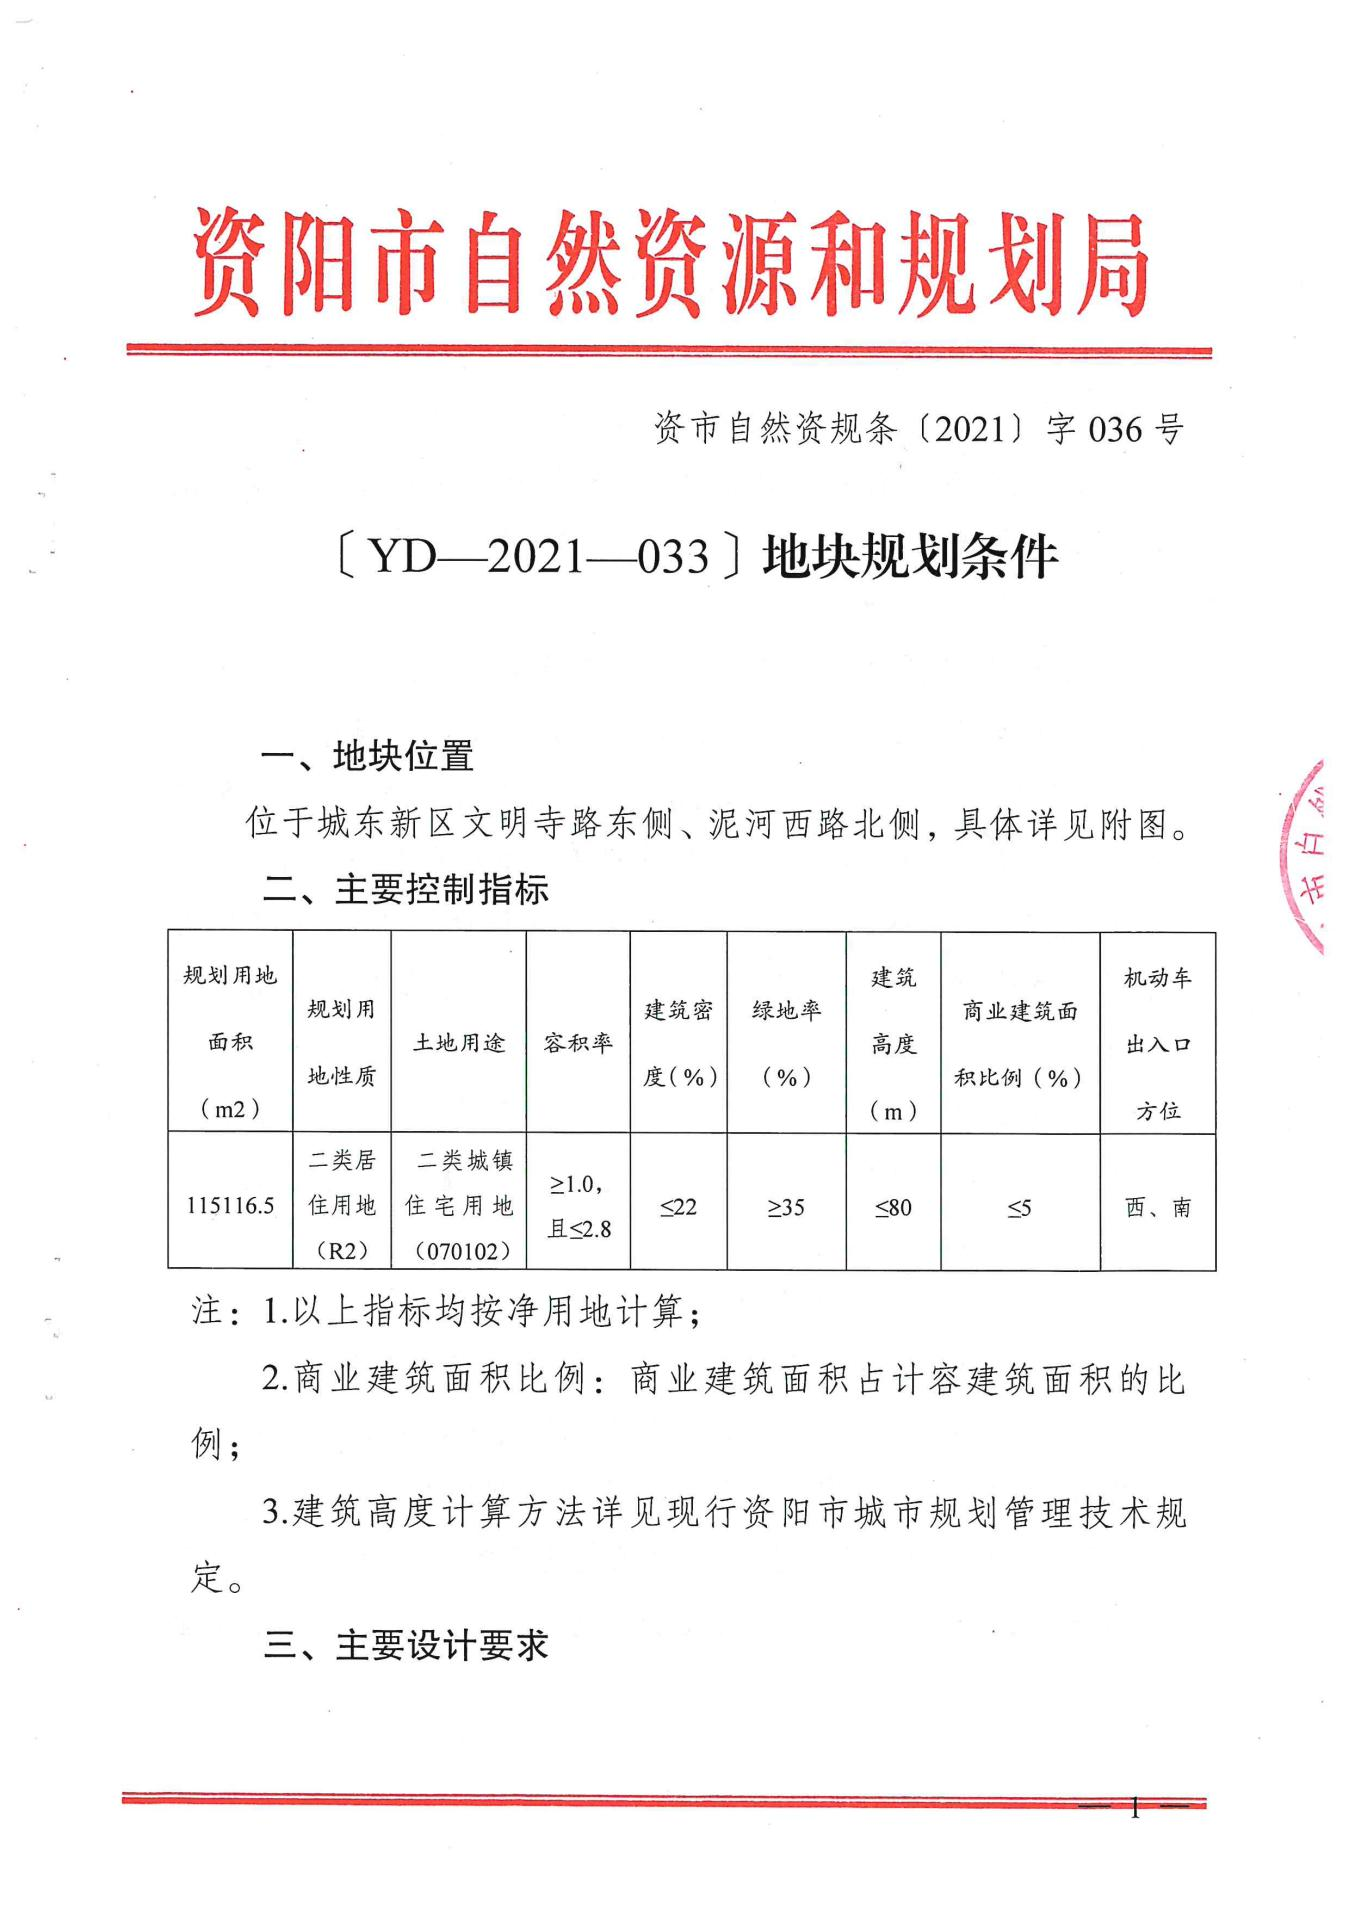 资阳市自然资源和规划局
资市自然资规条〔2021〕字 036 号
〔YD—2021—033〕地块规划条件
一、地块位置
位于城东新区文明寺路东侧、泥河西路北侧，具体详见附图。
二、主要控制指标
规划用地
面积
（m2）
规划用
地性质
土地用途
容积率
建筑密
度(%)
绿地率
(%)
建筑
高度
(m)
商业建筑面
积比例(%)
机动车
出入口
方位
115116.5
二类居
住用地
（R2）
二类城镇
住宅用地
（070102）
≥1.0，
且≤2.8
≤22
≥35
≤80
≤5
西、南
注：1.以上指标均按净用地计算；
2.商业建筑面积比例：商业建筑面积占计容建筑面积的比
例；
3.建筑高度计算方法详见现行资阳市城市规划管理技术规
定。
三、主要设计要求
— 1 —
市自